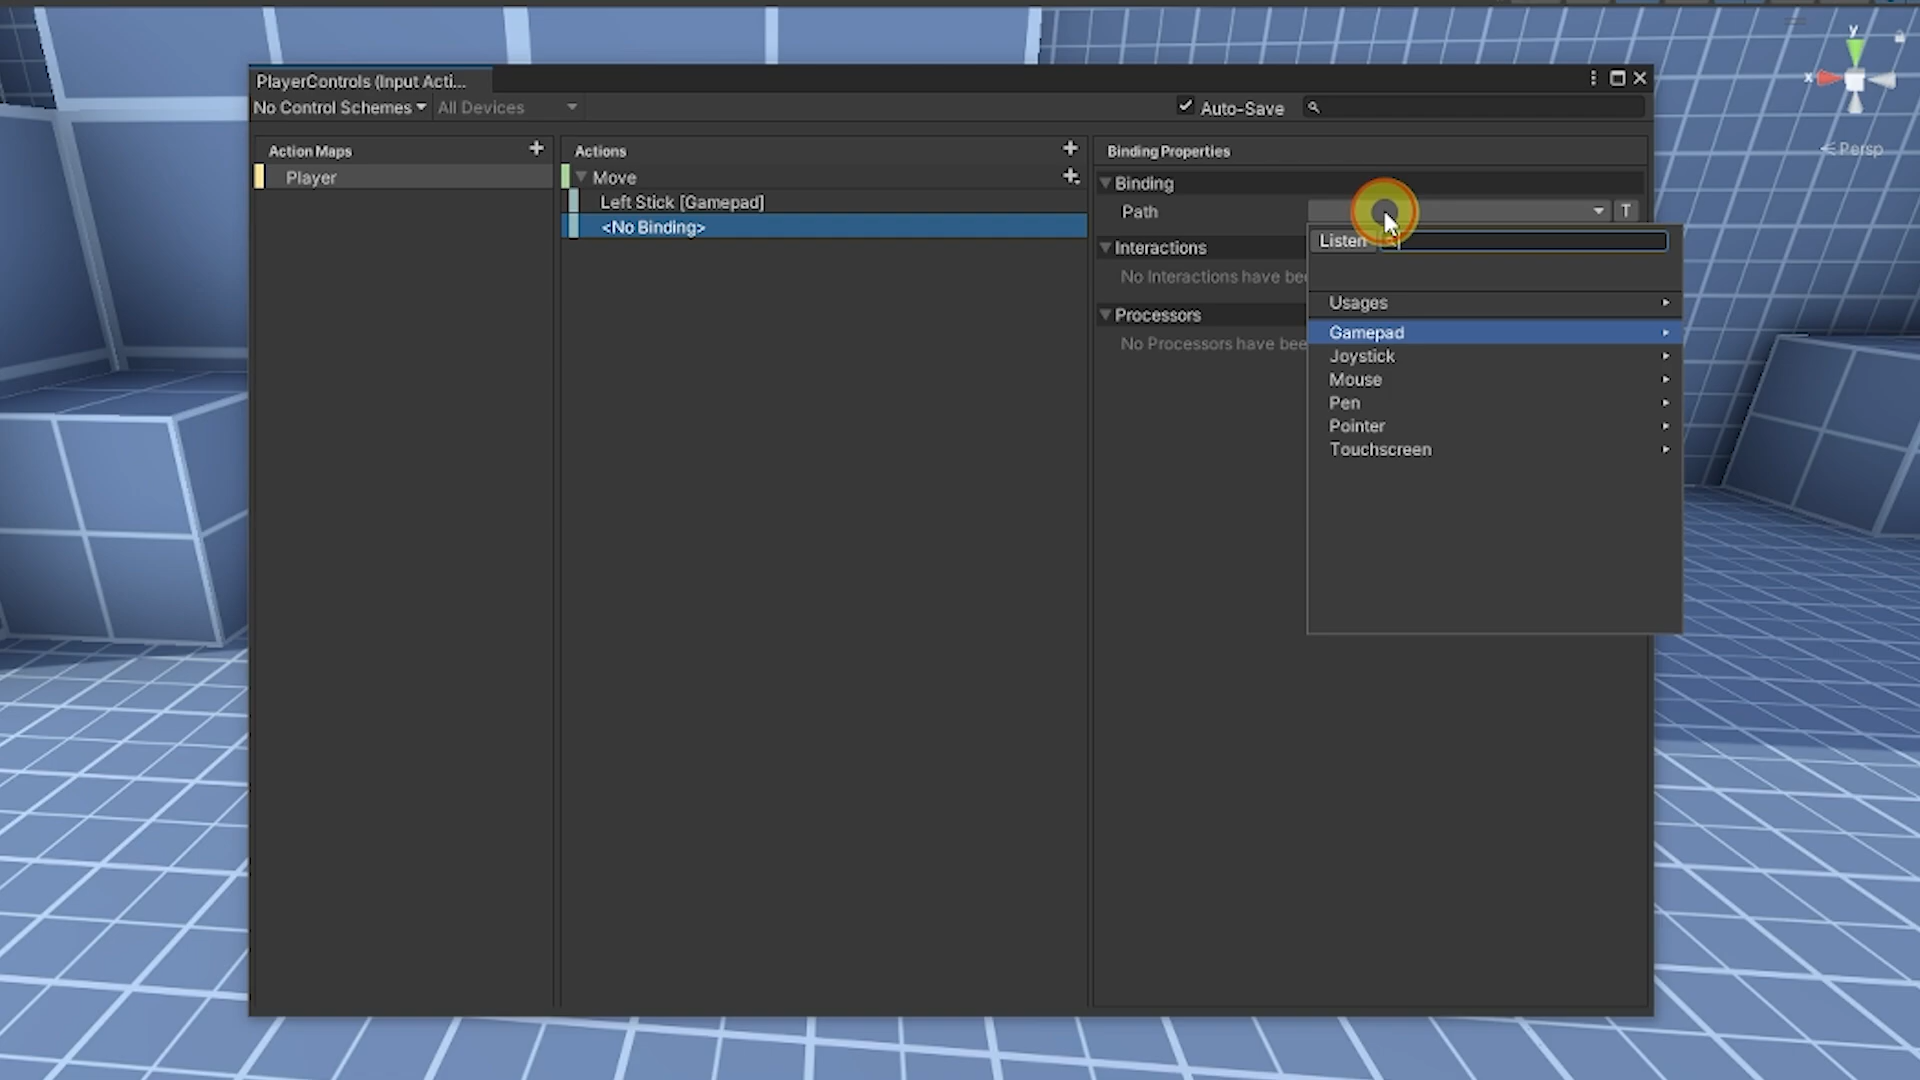 PlayerControls (Input Acti...
No Control Schemes
All Devices
Auto-Save
Action Maps
Player
Actions
Move
Left Stick [Gamepad]
<No Binding>
Binding Properties
Binding
Path
T
Interactions
No Interactions have bee
Processors
No Processors have bee
Listen
Usages
Gamepad
Joystick
Mouse
Pen
Pointer
Touchscreen
y
x
Persp